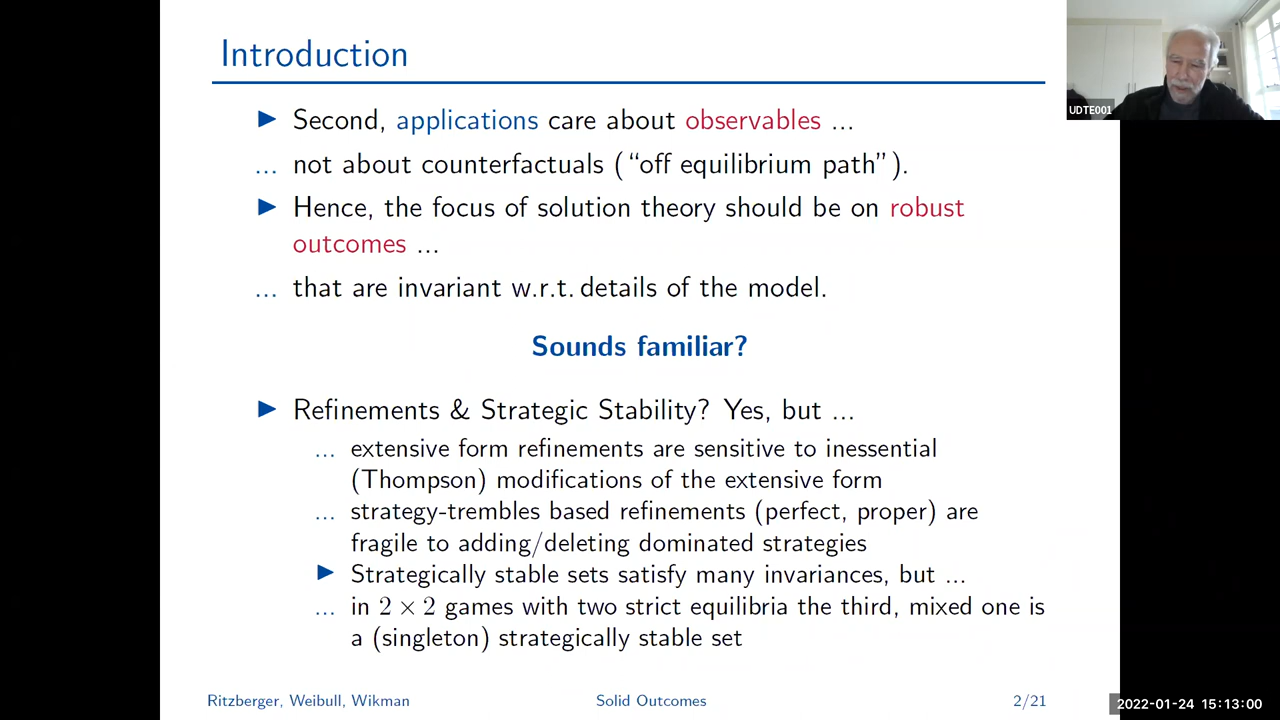 Introduction
▶ Second, applications care about observables ...
... not about counterfactuals (“off equilibrium path”).
▶ Hence, the focus of solution theory should be on robust
outcomes ...
... that are invariant w.r.t. details of the model.
Sounds familiar?
▶ Refinements & Strategic Stability? Yes, but ...
... extensive form refinements are sensitive to inessential
(Thompson) modifications of the extensive form
... strategy-trembles based refinements (perfect, proper) are
fragile to adding/deleting dominated strategies
▶ Strategically stable sets satisfy many invariances, but ...
... in 2 × 2 games with two strict equilibria the third, mixed one is
a (singleton) strategically stable set
Ritzberger, Weibull, Wikman
Solid Outcomes
2/21
UDTE001
2022-01-24 15:13:00